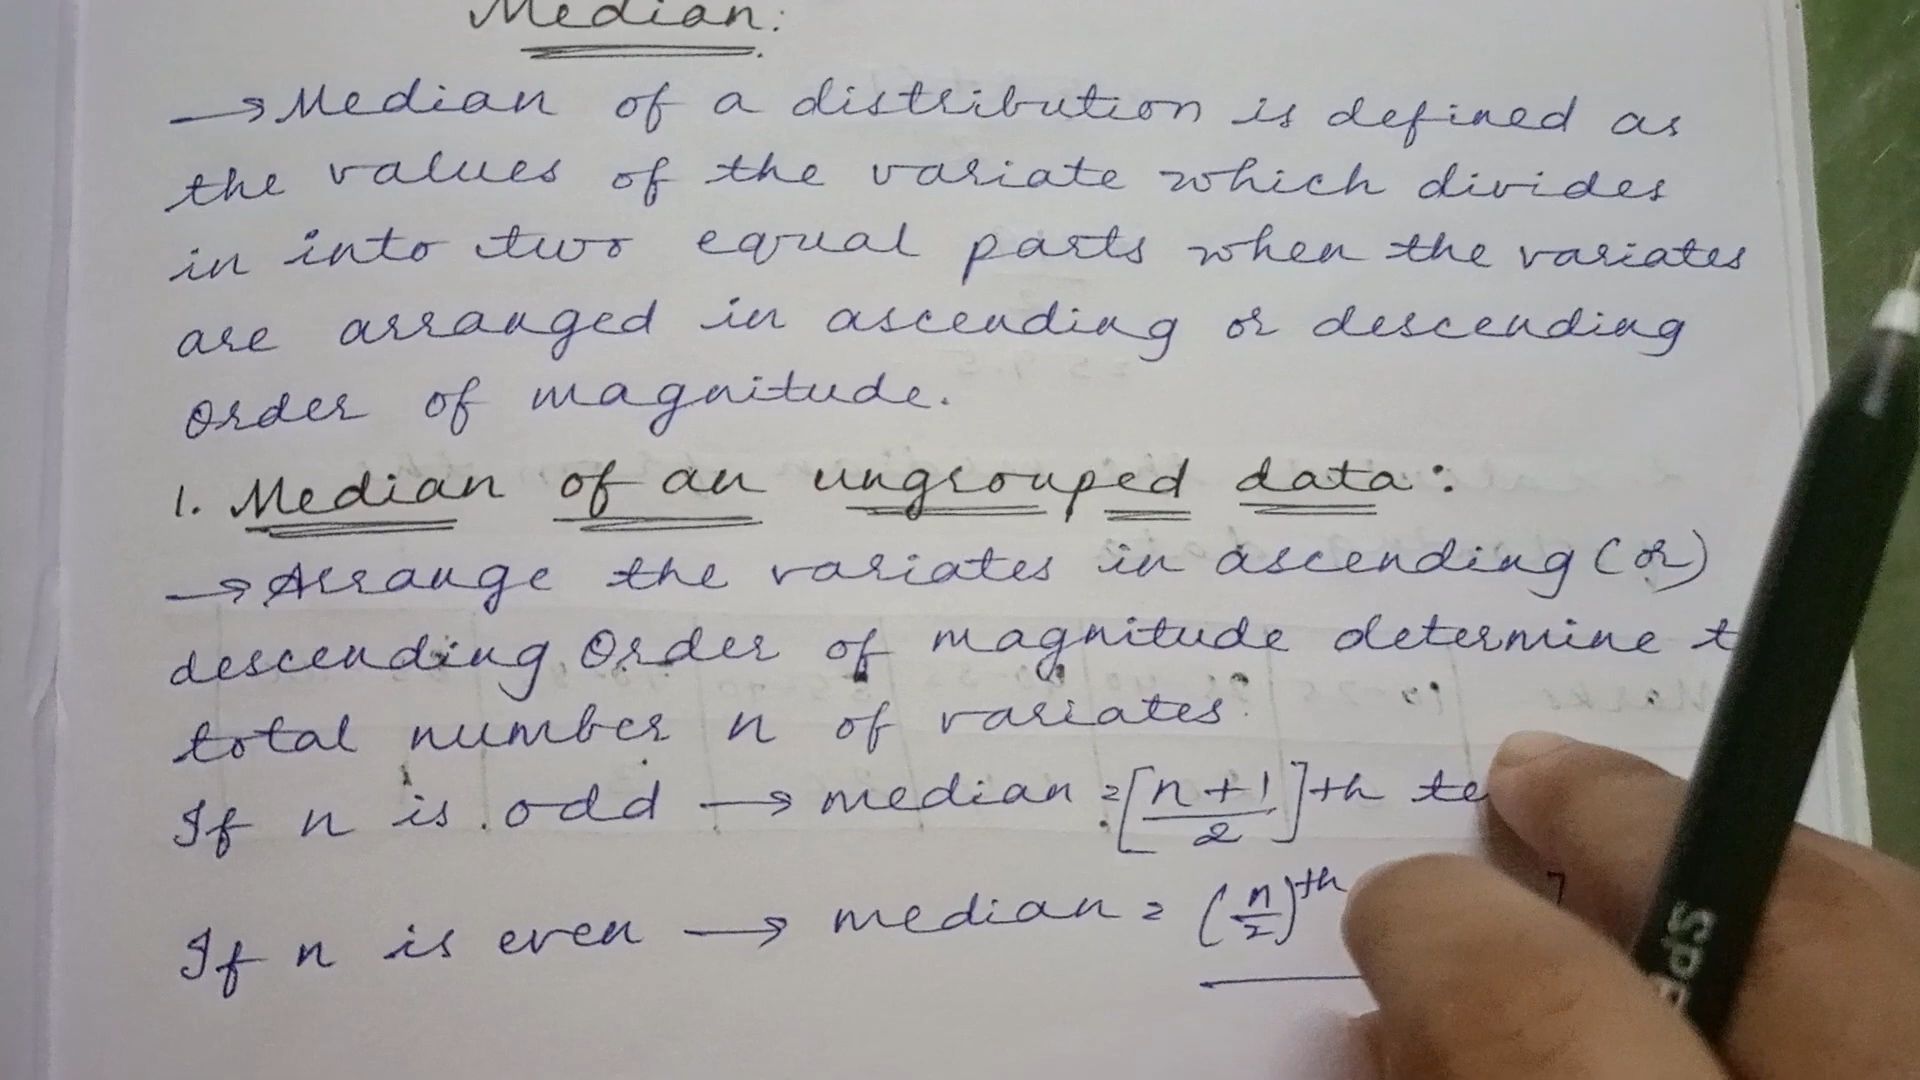 Median:
→ Median of a distribution is defined as
the values of the variate which divides
in into two equal parts when the variates
are arranged in ascending or descending
order of magnitude.
1. Median of an ungrouped data:
→ Arrange the variates in ascending (or)
descending Order of magnitude determine t
total number n of variates.
If n is odd → median = [n+1/2]th te
If n is even → median = (n/2)th